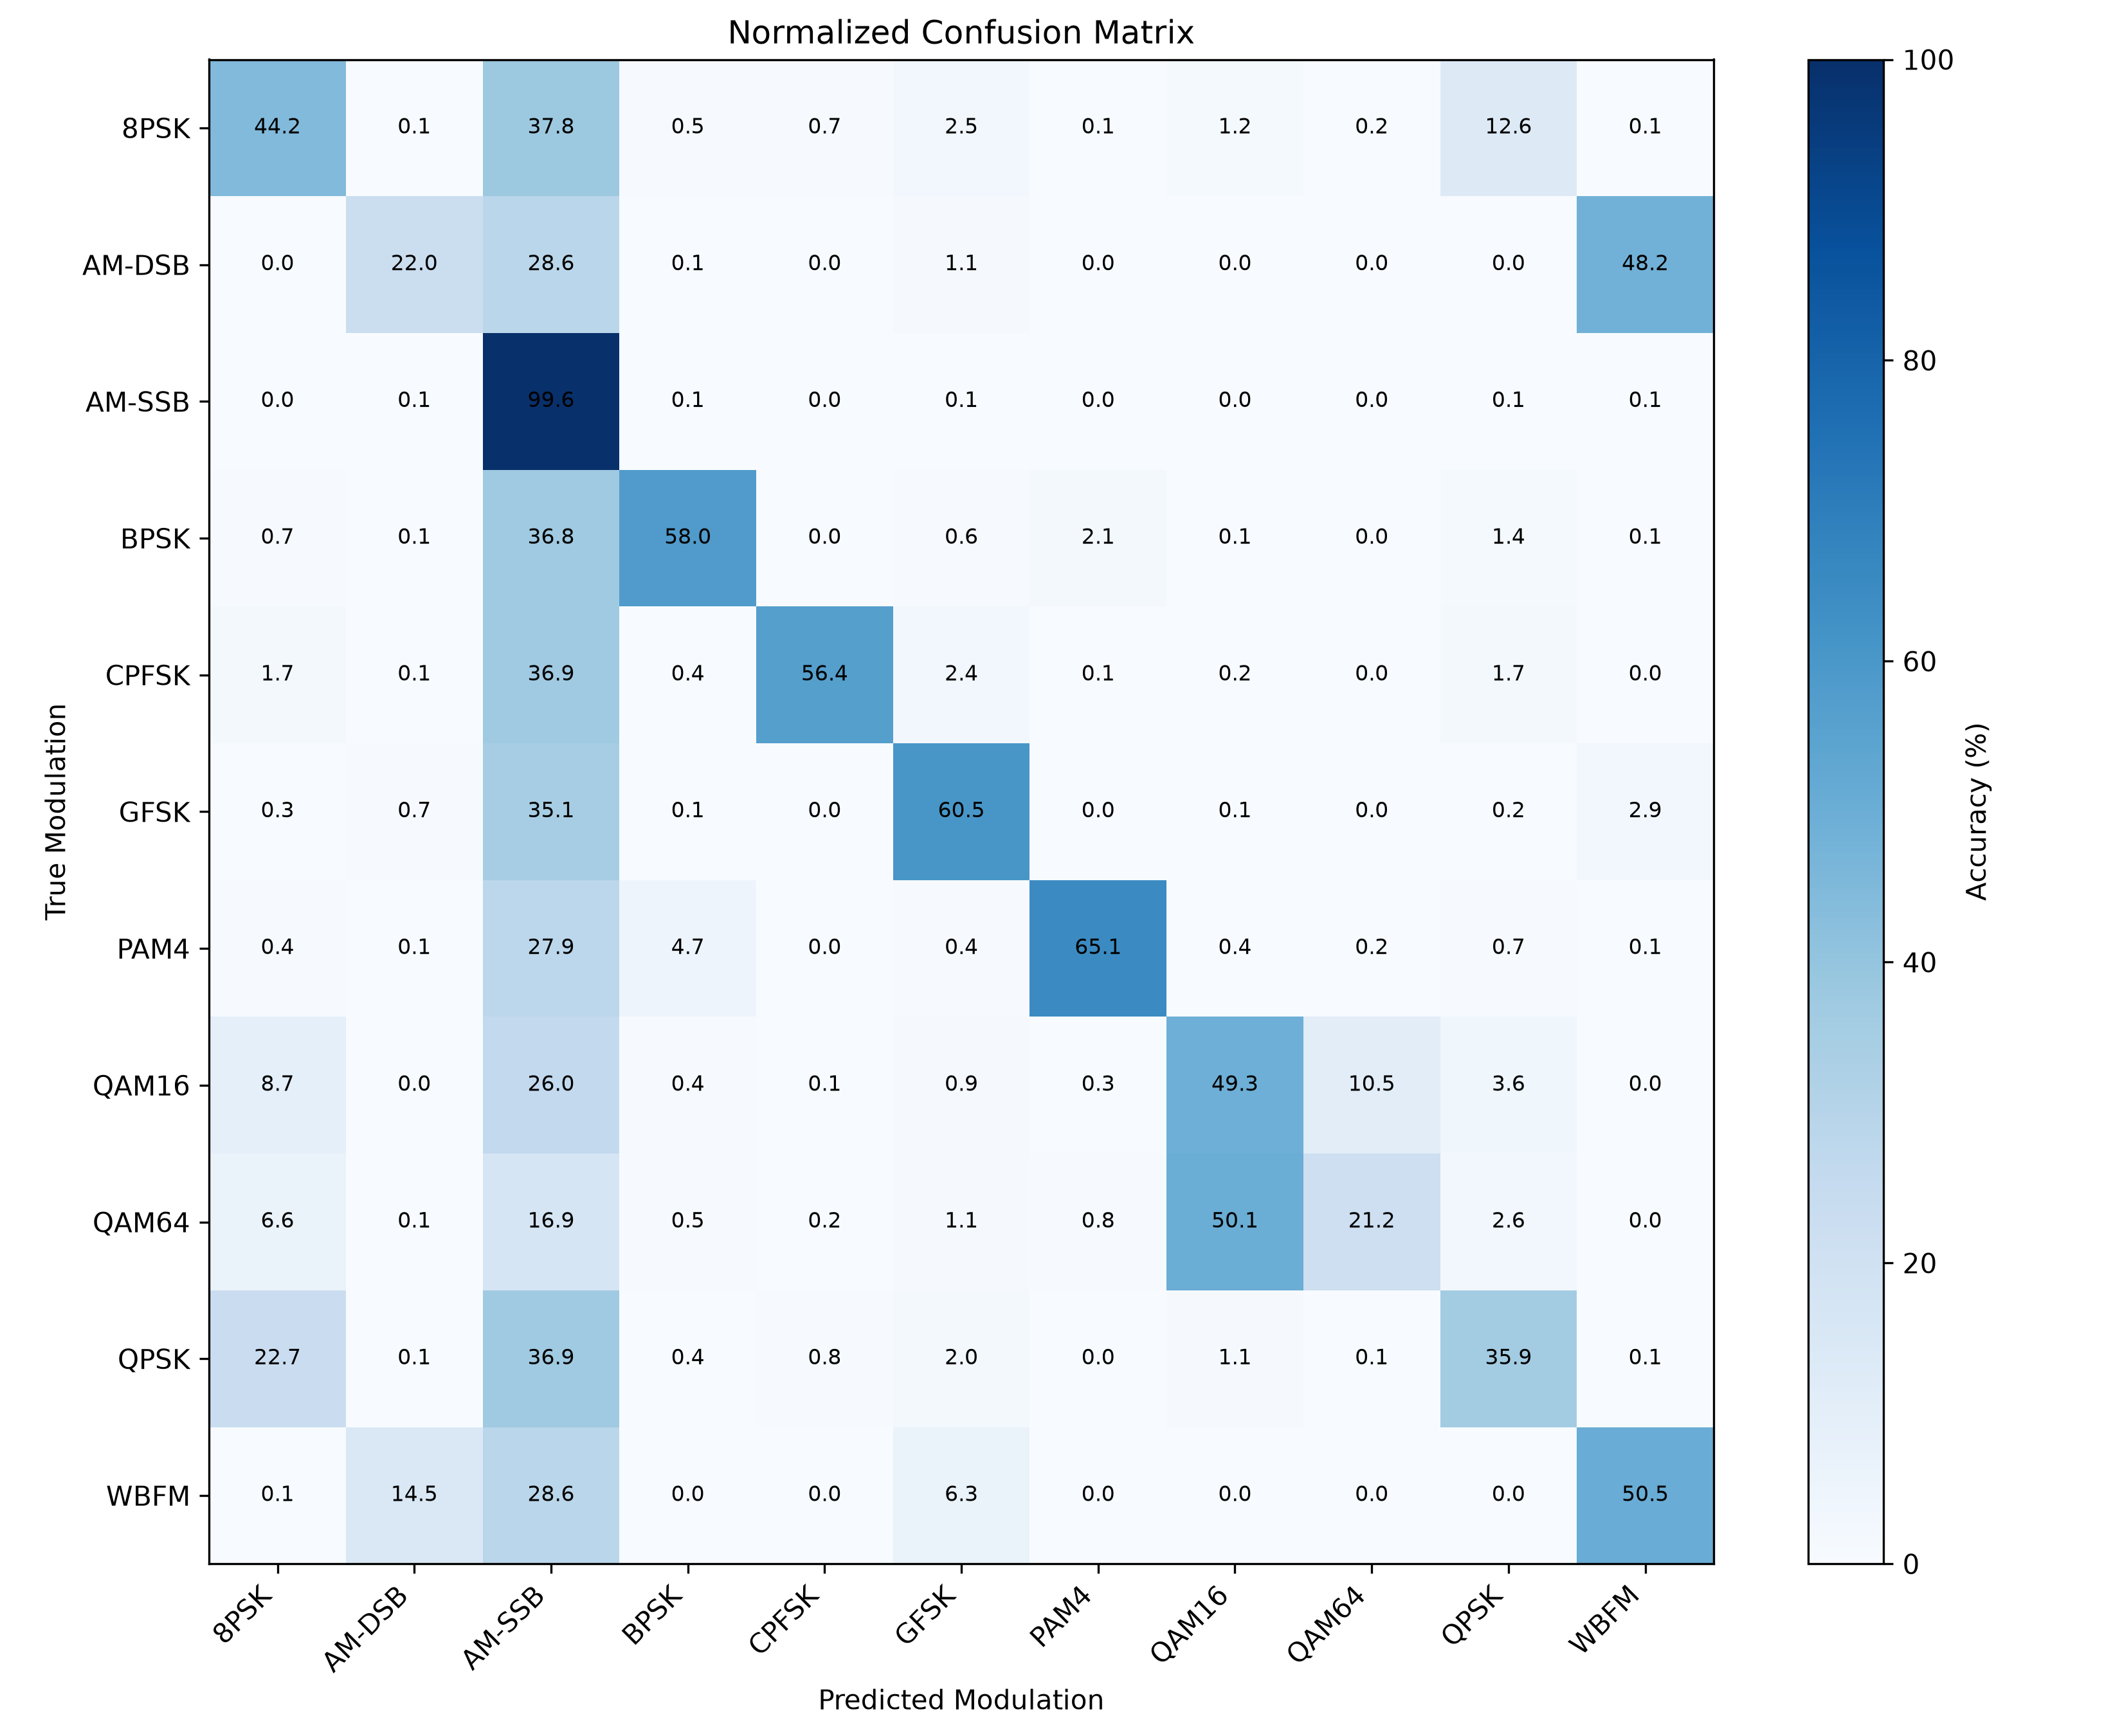 Normalized Confusion Matrix
8PSK 44.2 0.1 37.8 0.5 0.7 2.5 0.1 1.2 0.2 12.6 0.1
AM-DSB 0.0 22.0 28.6 0.1 0.0 1.1 0.0 0.0 0.0 0.0 48.2
AM-SSB 0.0 0.1 99.6 0.1 0.0 0.1 0.0 0.0 0.0 0.1 0.1
BPSK 0.7 0.1 36.8 58.0 0.0 0.6 2.1 0.1 0.0 1.4 0.1
CPFSK 1.7 0.1 36.9 0.4 56.4 2.4 0.1 0.2 0.0 1.7 0.0
GFSK 0.3 0.7 35.1 0.1 0.0 60.5 0.0 0.1 0.0 0.2 2.9
PAM4 0.4 0.1 27.9 4.7 0.0 0.4 65.1 0.4 0.2 0.7 0.1
QAM16 8.7 0.0 26.0 0.4 0.1 0.9 0.3 49.3 10.5 3.6 0.0
QAM64 6.6 0.1 16.9 0.5 0.2 1.1 0.8 50.1 21.2 2.6 0.0
QPSK 22.7 0.1 36.9 0.4 0.8 2.0 0.0 1.1 0.1 35.9 0.1
WBFM 0.1 14.5 28.6 0.0 0.0 6.3 0.0 0.0 0.0 0.0 50.5
8PSK AM-DSB AM-SSB BPSK CPFSK GFSK PAM4 QAM16 QAM64 QPSK WBFM
Predicted Modulation
True Modulation
100
80
60
40
20
0
Accuracy (%)